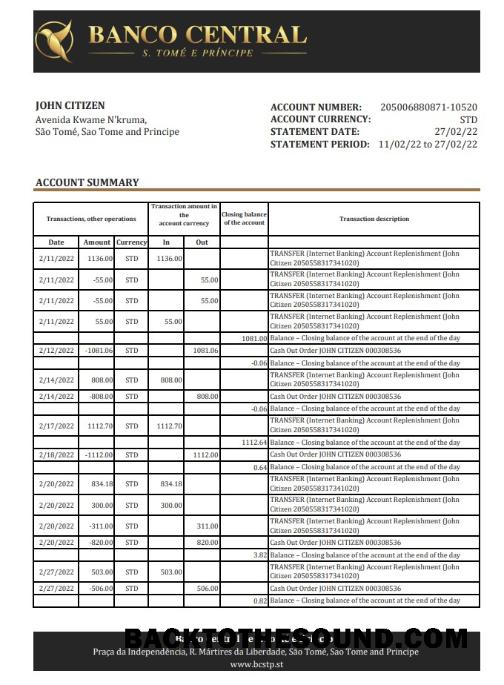 BANCO CENTRAL
S. TOMÉ E PRÍNCIPE
JOHN CITIZEN
Avenida Kwame N'kruma,
São Tomé, Sao Tome and Principe
ACCOUNT NUMBER: 205006880871-10520
ACCOUNT CURRENCY: STD
STATEMENT DATE: 27/02/22
STATEMENT PERIOD: 11/02/22 to 27/02/22
ACCOUNT SUMMARY
Transactions, other operations
Transaction amount in
the
account currency
Closing balance
of the account
Transaction description
Date Amount Currency In Out
2/11/2022 1136.00 STD 1136.00 TRANSFER (Internet Banking) Account Replenishment (John
Citizen 2050558317341020)
2/11/2022 -55.00 STD 55.00 TRANSFER (Internet Banking) Account Replenishment (John
Citizen 2050558317341020)
2/11/2022 -55.00 STD 55.00 TRANSFER (Internet Banking) Account Replenishment (John
Citizen 2050558317341020)
2/11/2022 55.00 STD 55.00 TRANSFER (Internet Banking) Account Replenishment (John
Citizen 2050558317341020)
1081.00 Balance – Closing balance of the account at the end of the day
2/12/2022 -1081.06 STD 1081.06 Cash Out Order JOHN CITIZEN 000308536
-0.06 Balance – Closing balance of the account at the end of the day
2/14/2022 808.00 STD 808.00 TRANSFER (Internet Banking) Account Replenishment (John
Citizen 2050558317341020)
2/14/2022 -808.00 STD 808.00 Cash Out Order JOHN CITIZEN 000308536
-0.06 Balance – Closing balance of the account at the end of the day
2/17/2022 1112.70 STD 1112.70 TRANSFER (Internet Banking) Account Replenishment (John
Citizen 2050558317341020)
1112.64 Balance – Closing balance of the account at the end of the day
2/18/2022 -1112.00 STD 1112.00 Cash Out Order JOHN CITIZEN 000308536
0.64 Balance – Closing balance of the account at the end of the day
2/20/2022 834.18 STD 834.18 TRANSFER (Internet Banking) Account Replenishment (John
Citizen 2050558317341020)
2/20/2022 300.00 STD 300.00 TRANSFER (Internet Banking) Account Replenishment (John
Citizen 2050558317341020)
2/20/2022 -311.00 STD 311.00 TRANSFER (Internet Banking) Account Replenishment (John
Citizen 2050558317341020)
2/20/2022 -820.00 STD 820.00 Cash Out Order JOHN CITIZEN 000308536
3.82 Balance – Closing balance of the account at the end of the day
2/27/2022 503.00 STD 503.00 TRANSFER (Internet Banking) Account Replenishment (John
Citizen 2050558317341020)
2/27/2022 -506.00 STD 506.00 Cash Out Order JOHN CITIZEN 000308536
0.82 Balance – Closing balance of the account at the end of the day
BACKTOTHESOUND.COM
Praça da Independência, R. Mártires da Liberdade, São Tomé, Sao Tome and Principe
www.bcstp.st